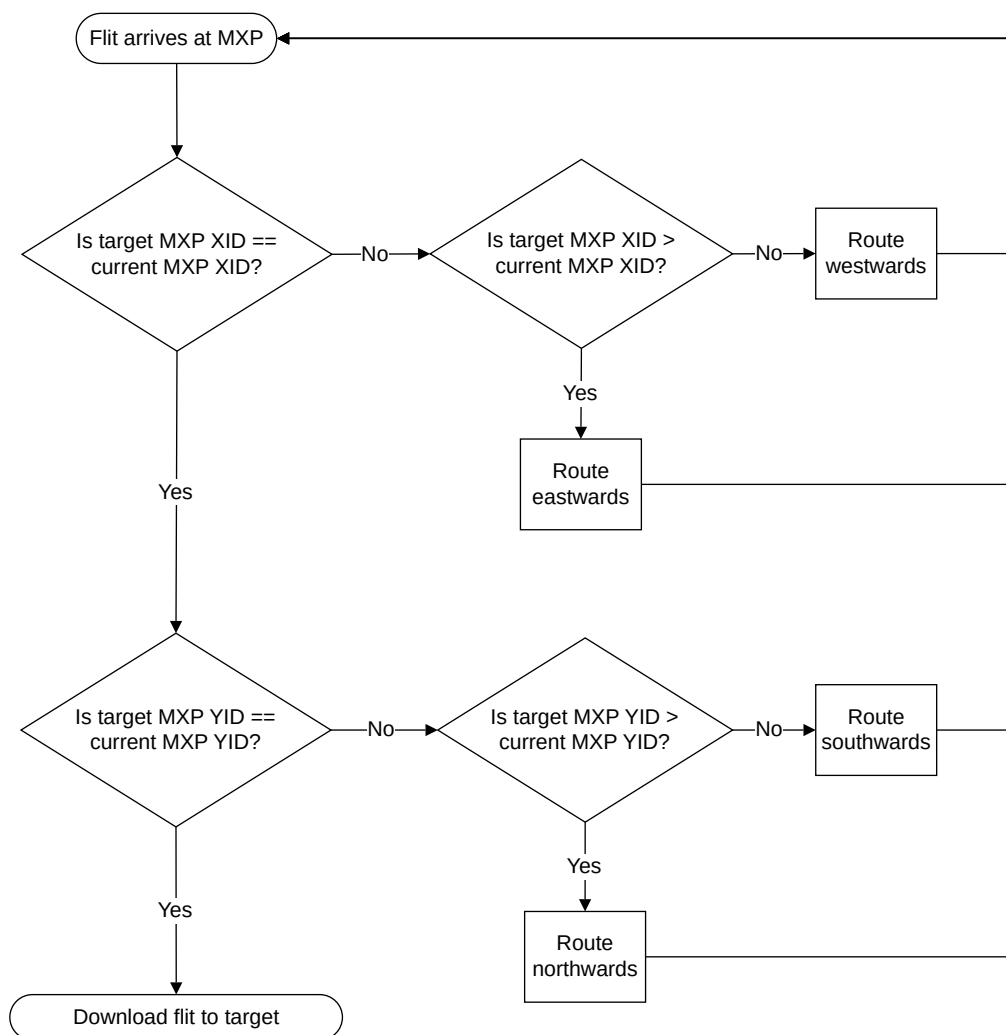 Flit arrives at MXP
Is target MXP XID ==
current MXP XID?
No
Is target MXP XID >
current MXP XID?
No
Route
westwards
Yes
Route
eastwards
Yes
Is target MXP YID ==
current MXP YID?
No
Is target MXP YID >
current MXP YID?
No
Route
southwards
Yes
Route
northwards
Yes
Download flit to target